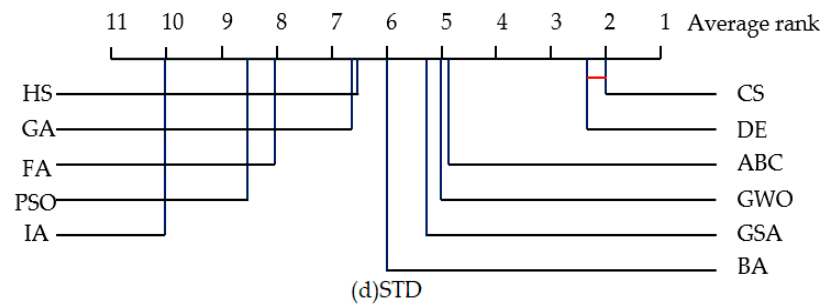 11 10 9 8 7 6 5 4 3 2 1 Average rank
HS CS
GA DE
FA ABC
PSO GWO
IA GSA
BA
(d)STD